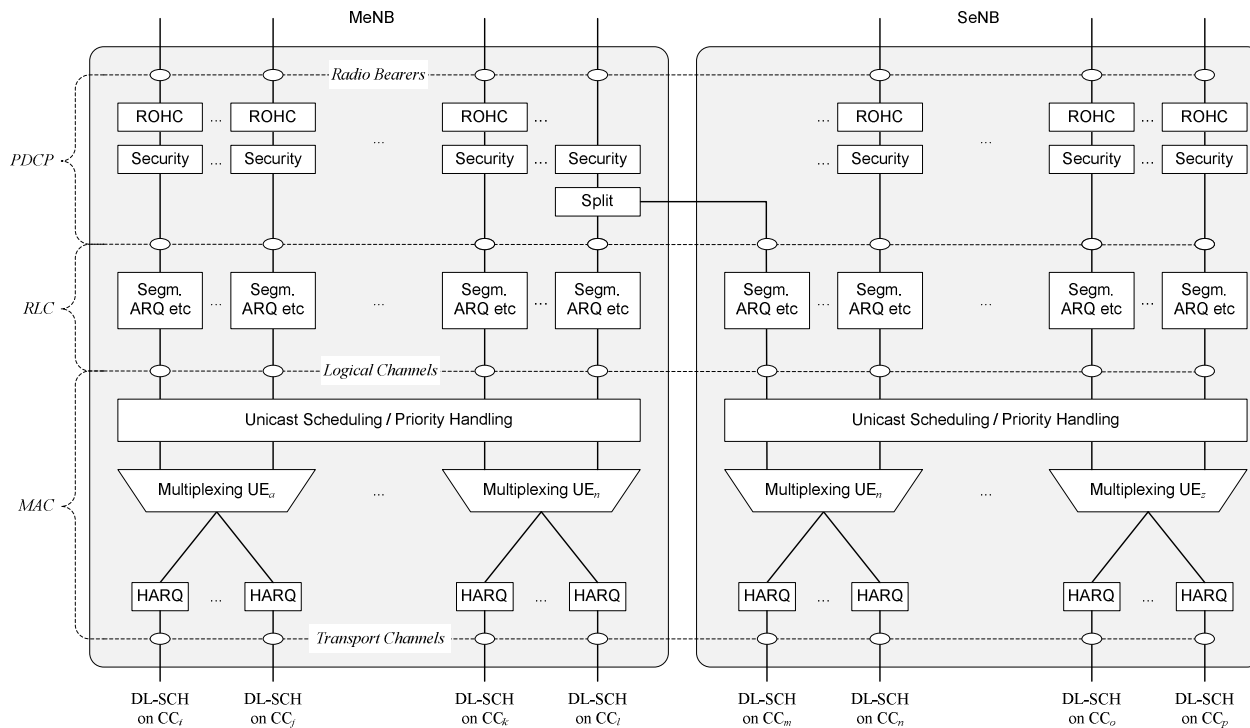 MeNB SeNB
Radio Bearers
ROHC ... ROHC ROHC ... ... ROHC ROHC ... ROHC
... ...
PDCP
Security ... Security Security ... Security ... Security Security ... Security
Split
RLC
Segm. ARQ etc ... Segm. ARQ etc ... Segm. ARQ etc ... Segm. ARQ etc Segm. ARQ etc ... Segm. ARQ etc ... Segm. ARQ etc ... Segm. ARQ etc
Logical Channels
Unicast Scheduling / Priority Handling Unicast Scheduling / Priority Handling
MAC
Multiplexing UEa ... Multiplexing UEn Multiplexing UEn ... Multiplexing UEz
HARQ ... HARQ HARQ ... HARQ HARQ ... HARQ HARQ ... HARQ
Transport Channels
DL-SCH DL-SCH DL-SCH DL-SCH DL-SCH DL-SCH DL-SCH DL-SCH
on CCi on CCj on CCk on CCl on CCm on CCn on CCo on CCp